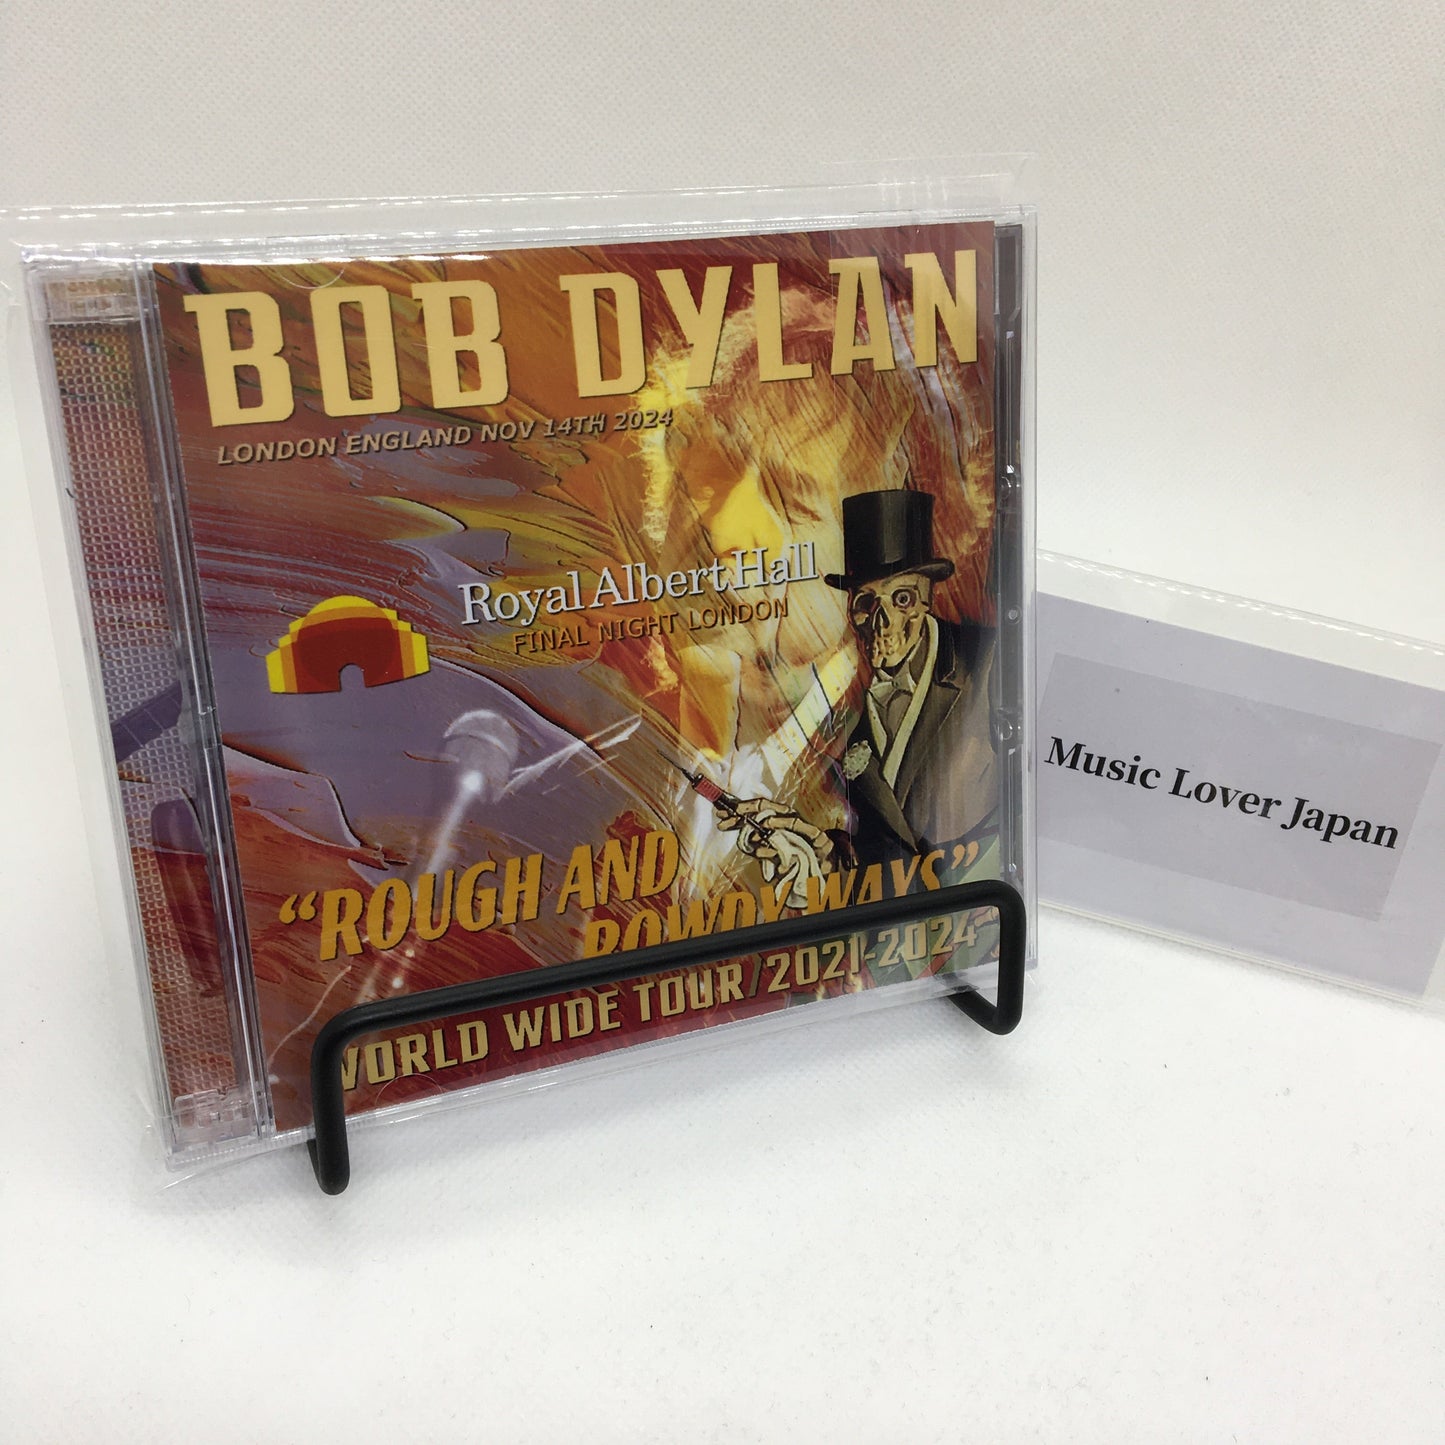 BOB DYLAN
LONDON ENGLAND NOV 14TH 2024
Royal Albert Hall
FINAL NIGHT LONDON
“ROUGH AND
ROWDY WAYS”
WORLD WIDE TOUR/2021-2024
Music Lover Japan